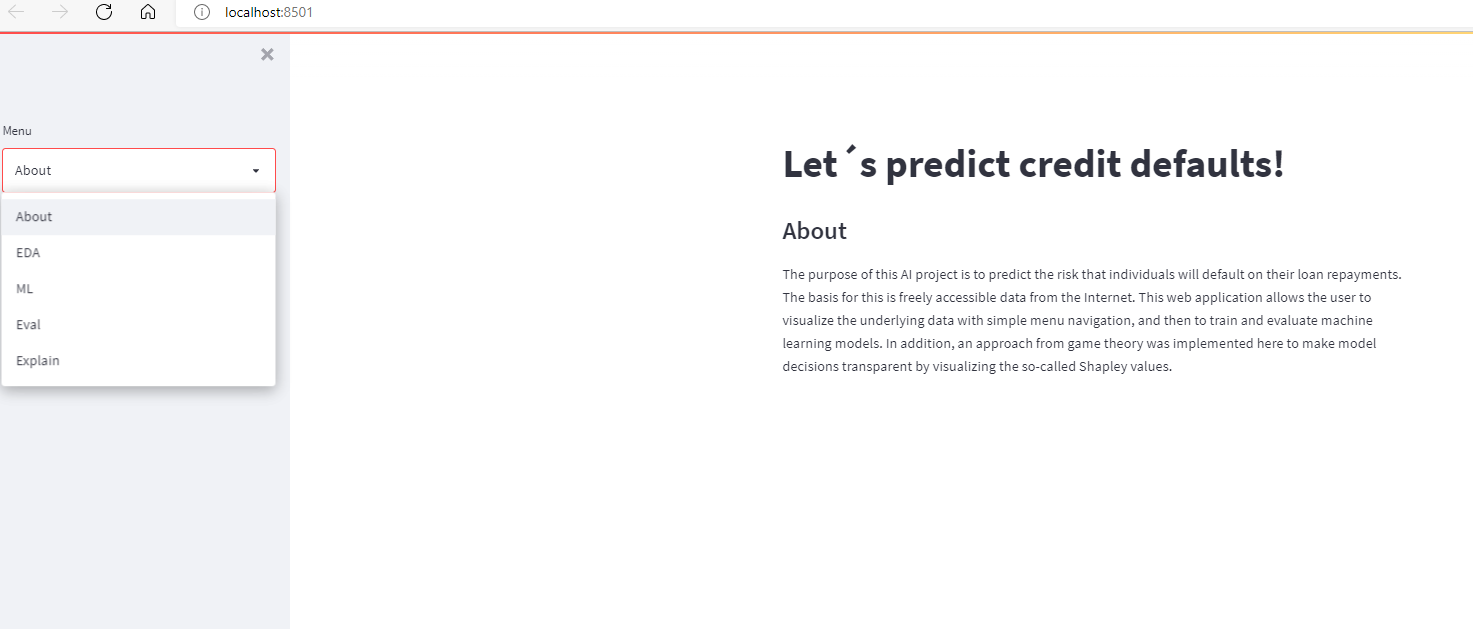 localhost:8501
Menu
About
About
EDA
ML
Eval
Explain
Let´s predict credit defaults!
About
The purpose of this AI project is to predict the risk that individuals will default on their loan repayments.
The basis for this is freely accessible data from the Internet. This web application allows the user to
visualize the underlying data with simple menu navigation, and then to train and evaluate machine
learning models. In addition, an approach from game theory was implemented here to make model
decisions transparent by visualizing the so-called Shapley values.